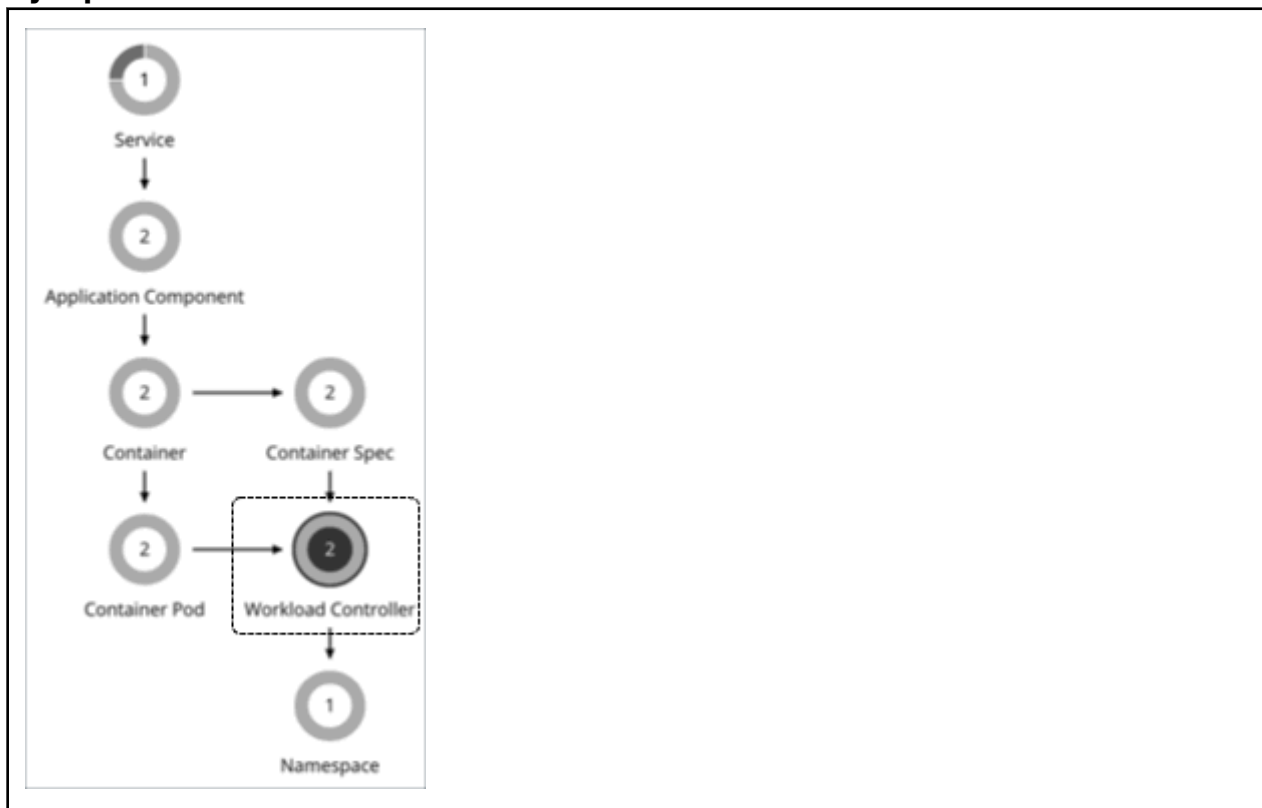 1
Service
2
Application Component
2 2
Container Container Spec
2 2
Container Pod Workload Controller
1
Namespace